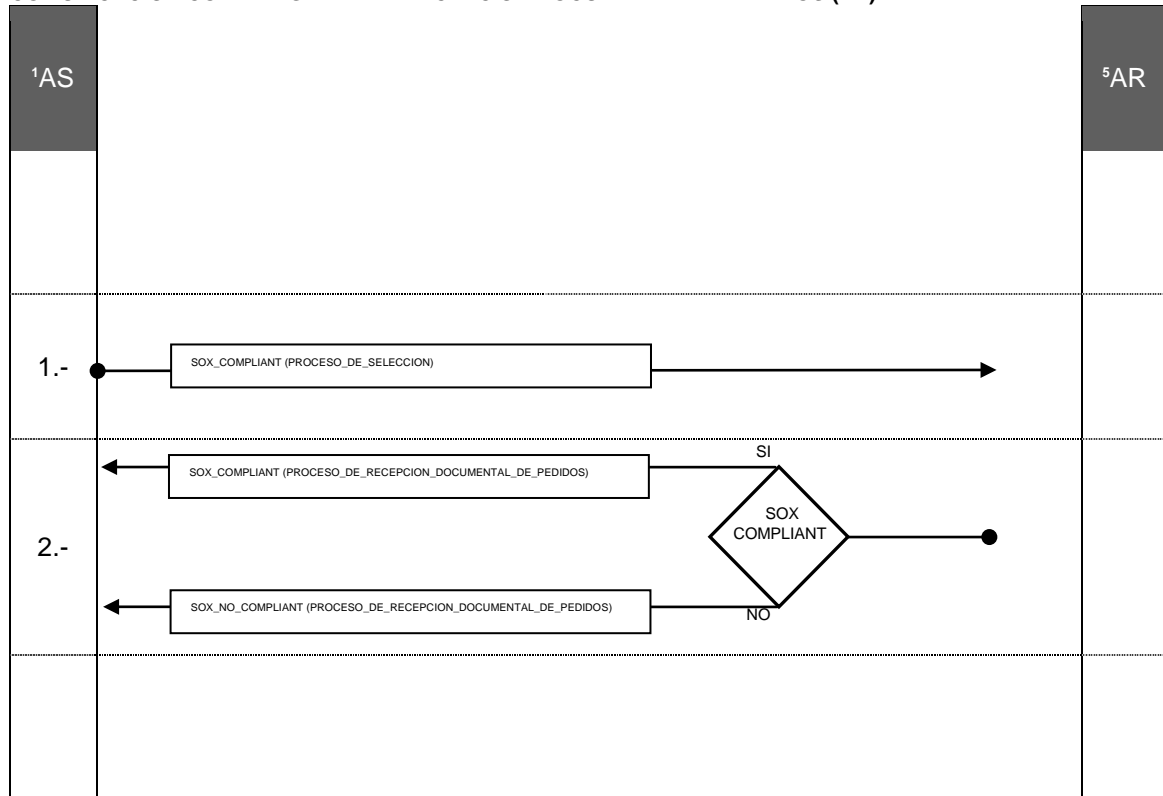 ¹AS
⁵AR
1.-
SOX_COMPLIANT (PROCESO_DE_SELECCION)
SI
SOX_COMPLIANT (PROCESO_DE_RECEPCION_DOCUMENTAL_DE_PEDIDOS)
SOX
COMPLIANT
2.-
SOX_NO_COMPLIANT (PROCESO_DE_RECEPCION_DOCUMENTAL_DE_PEDIDOS)
NO